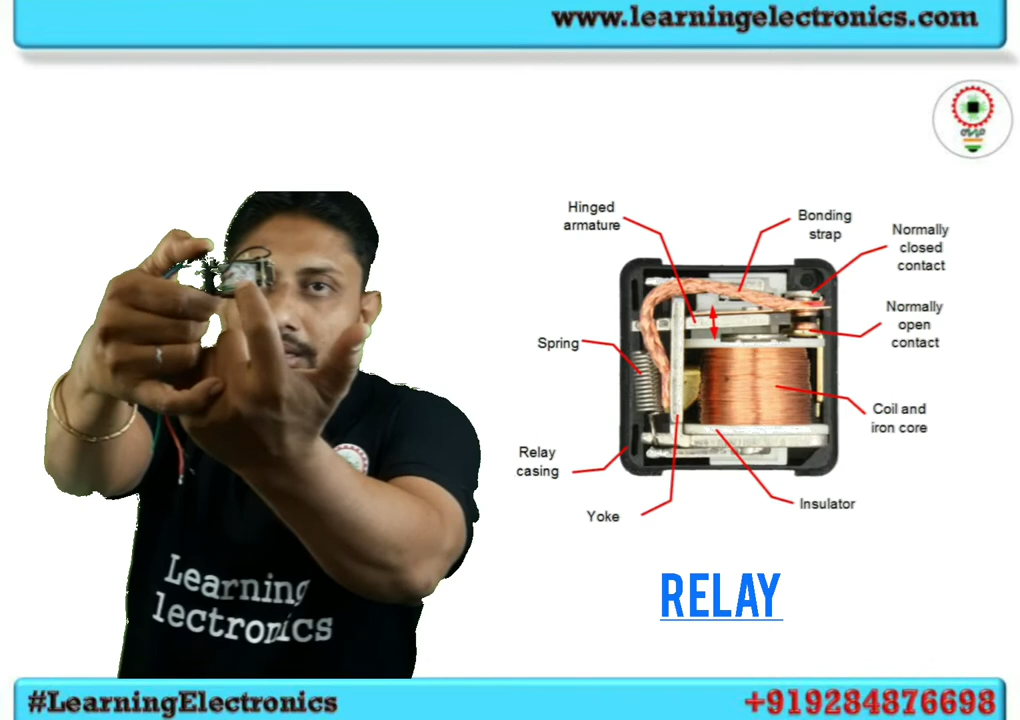 www.learningelectronics.com
Hinged
armature
Bonding
strap
Normally
closed
contact
Normally
open
contact
Spring
Coil and
iron core
Relay
casing
Insulator
Yoke
RELAY
Learning
lectronics
#LearningElectronics
+919284876698